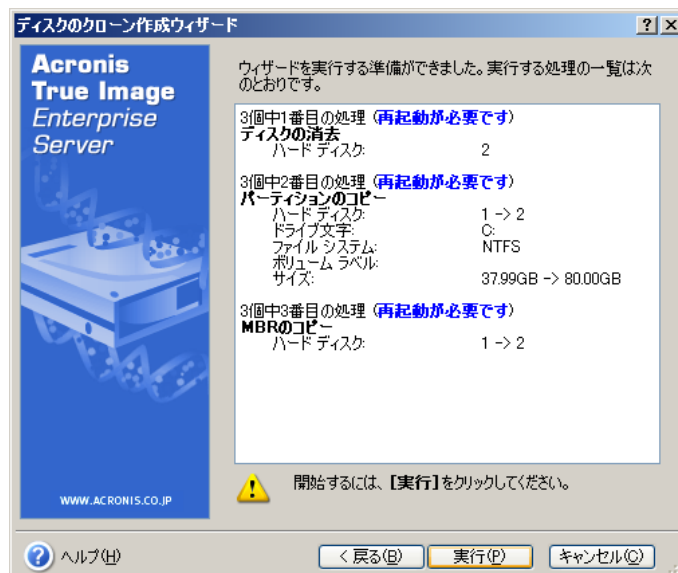 ディスクのクローン作成ウィザード
Acronis
True Image
Enterprise
Server
ウィザードを実行する準備ができました。実行する処理の一覧は次
のとおりです。
3個中1番目の処理 (再起動が必要です)
ディスクの消去
ハード ディスク: 2
3個中2番目の処理 (再起動が必要です)
パーティションのコピー
ハード ディスク: 1 -> 2
ドライブ文字: C:
ファイル システム: NTFS
ボリューム ラベル:
サイズ: 37.99GB -> 80.00GB
3個中3番目の処理 (再起動が必要です)
MBRのコピー
ハード ディスク: 1 -> 2
開始するには、[実行]をクリックしてください。
WWW.ACRONIS.CO.JP
ヘルプ(H)
< 戻る(B)
実行(P)
キャンセル(C)